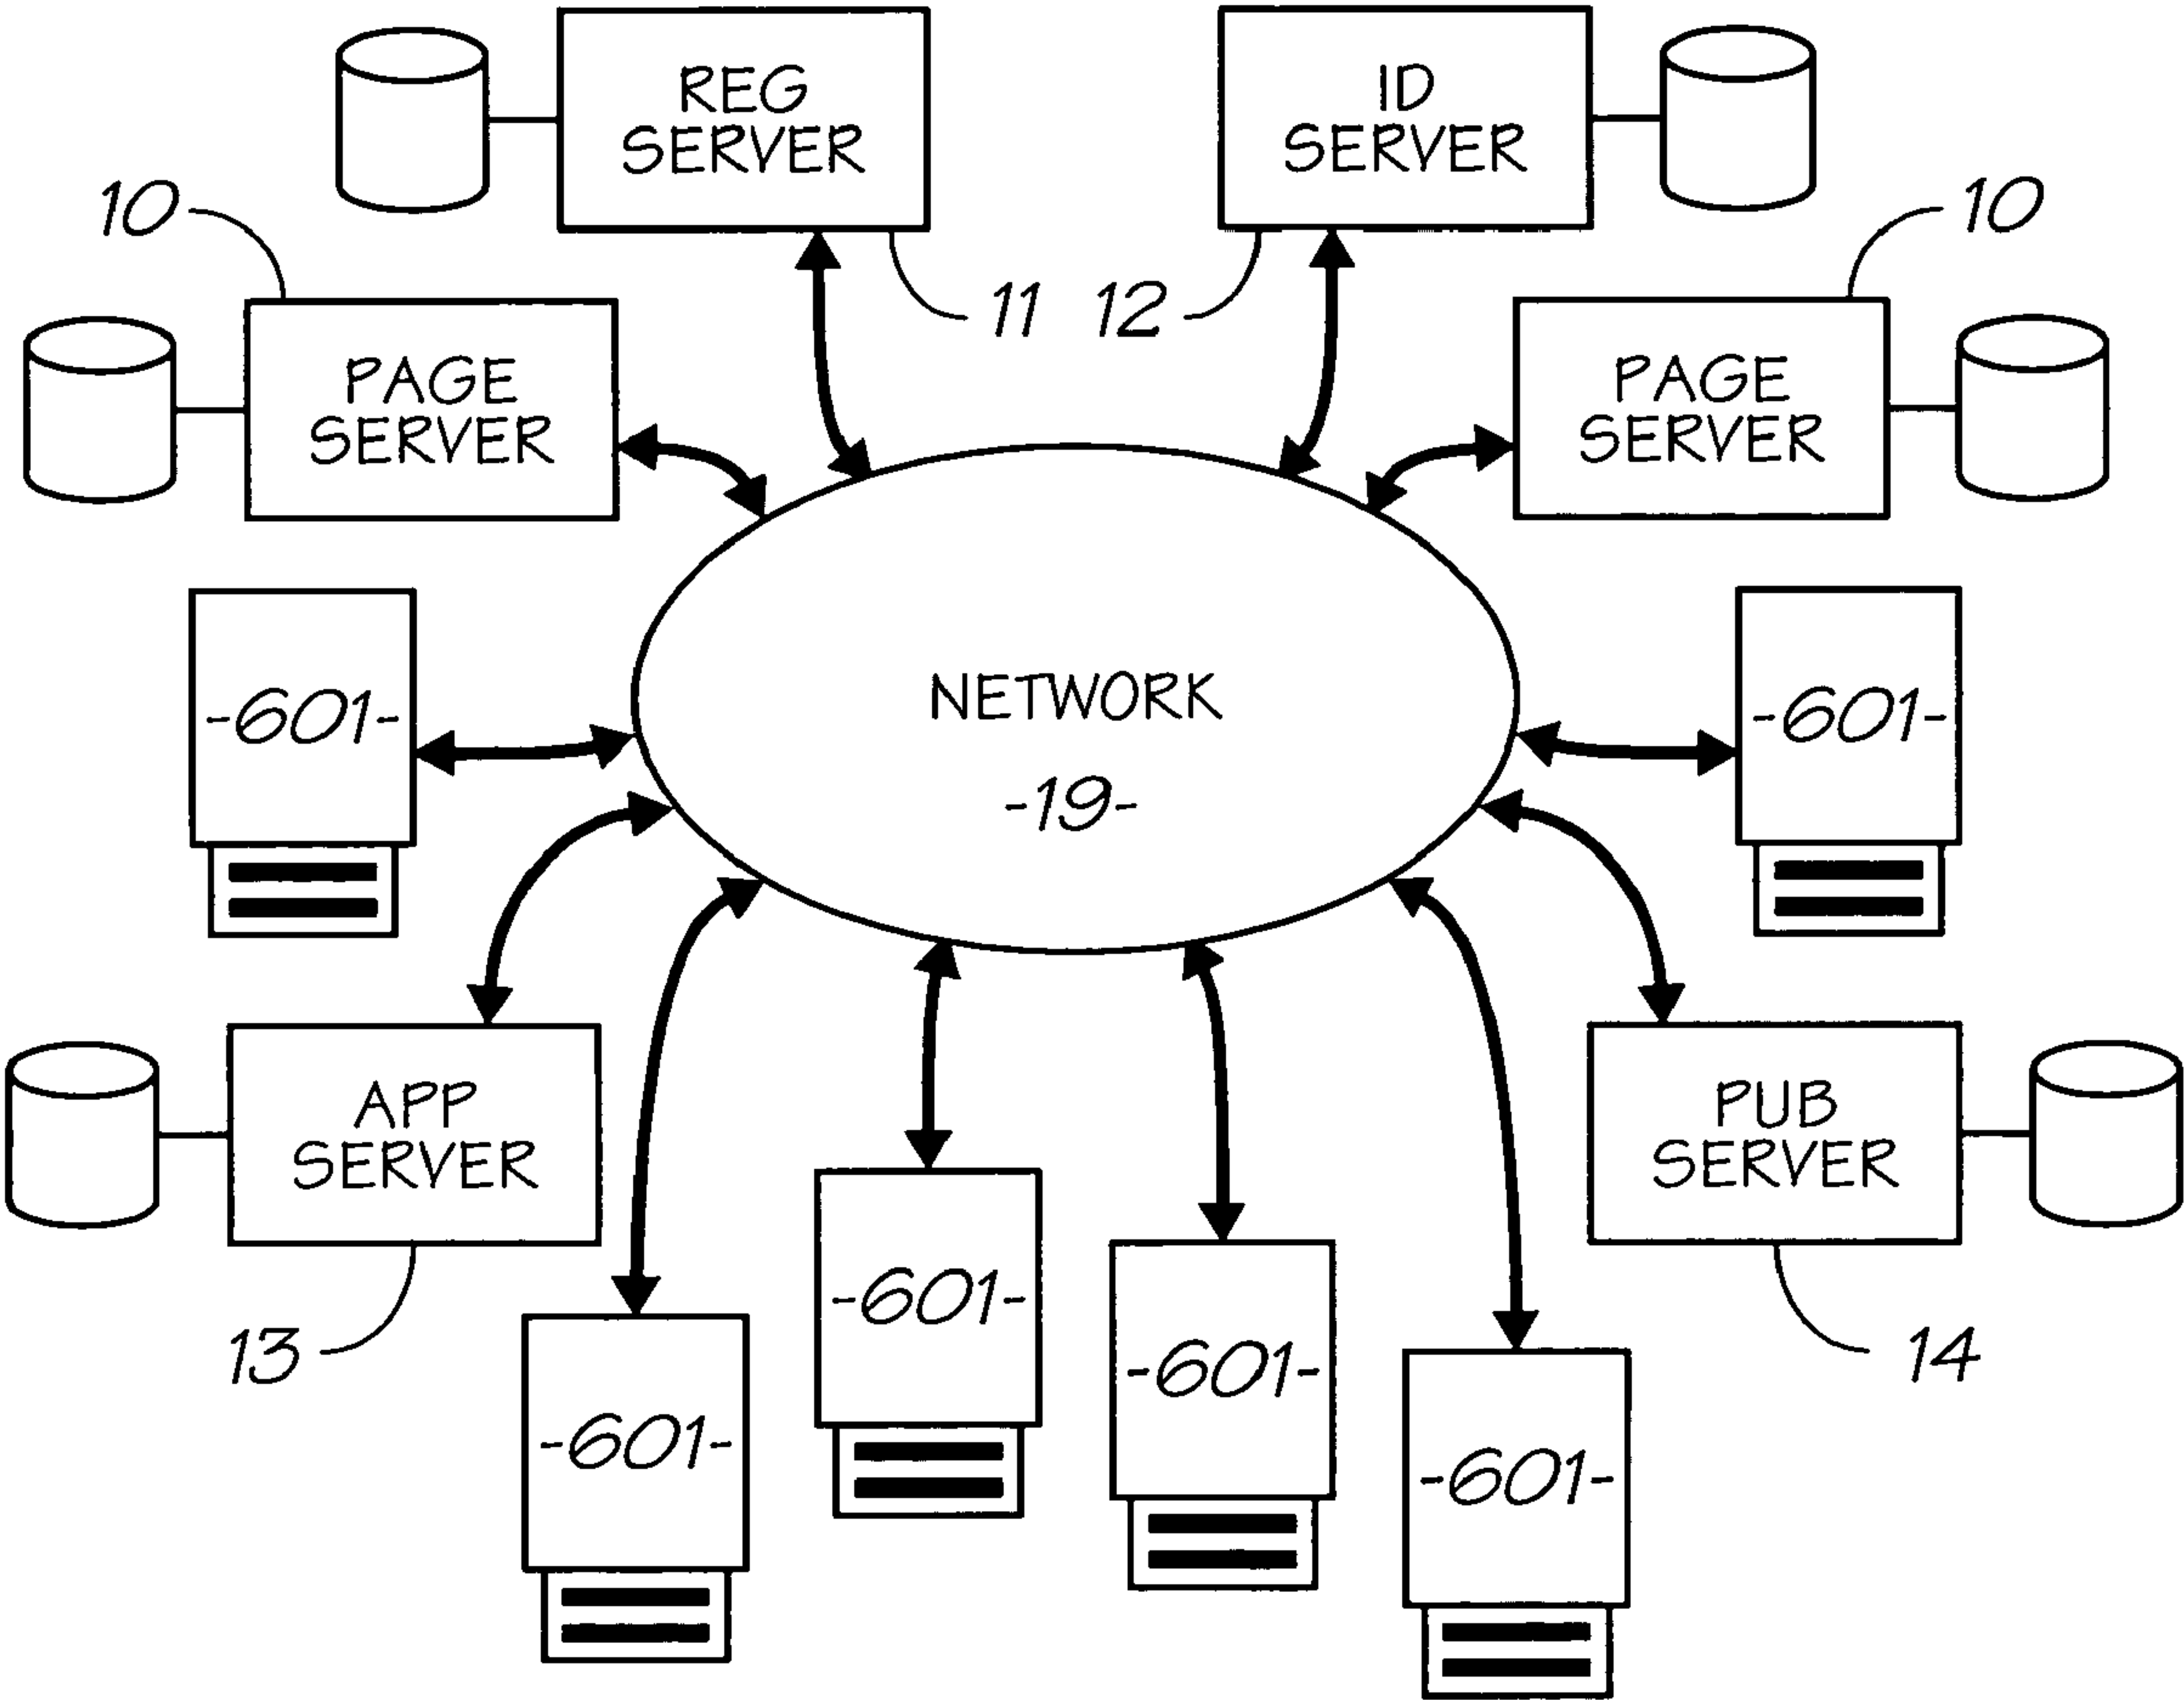 REG
SERVER
ID
SERVER
10
10
11
12
PAGE
SERVER
PAGE
SERVER
-601-
NETWORK
-19-
-601-
APP
SERVER
PUB
SERVER
13
-601-
-601-
-601-
-601-
14